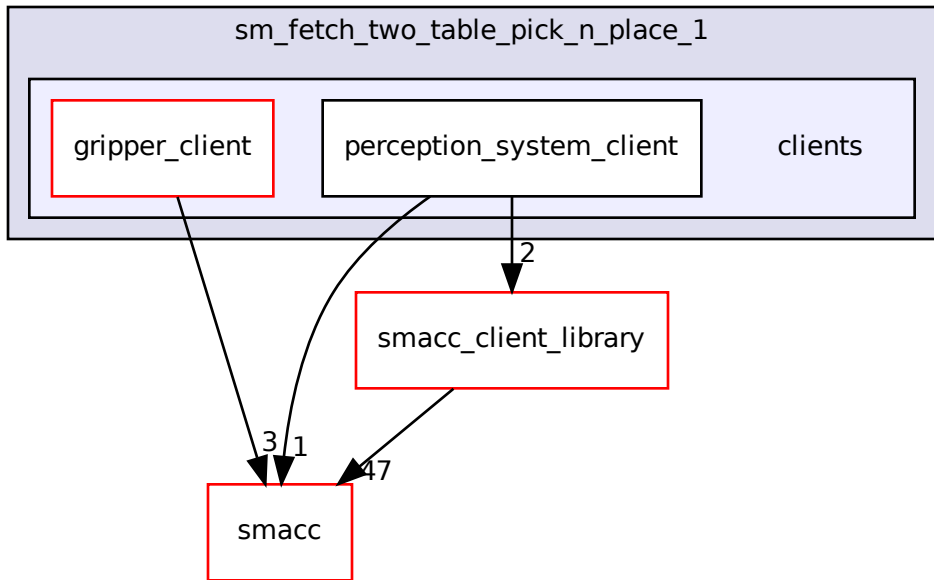 sm_fetch_two_table_pick_n_place_1
gripper_client
perception_system_client
clients
2
smacc_client_library
3
1
47
smacc